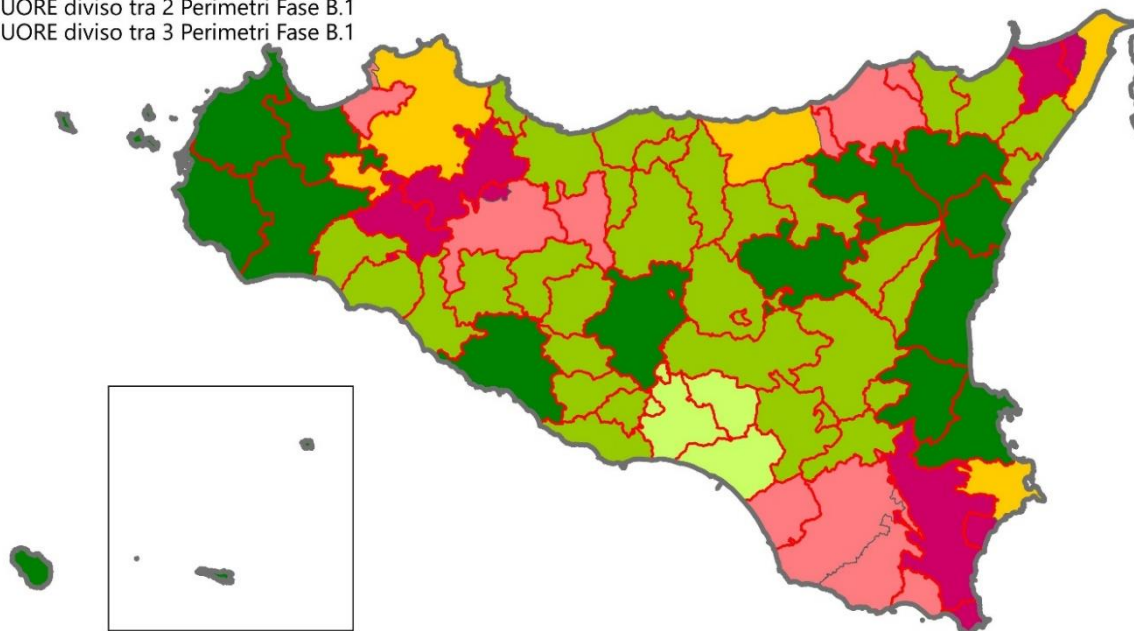 UORE diviso tra 2 Perimetri Fase B.1
UORE diviso tra 3 Perimetri Fase B.1